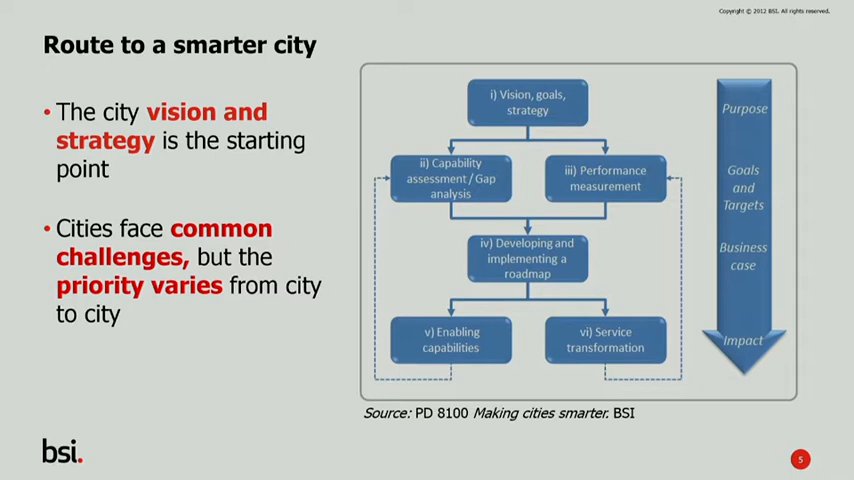 Copyright © 2012 BSI. All rights reserved.
Route to a smarter city
• The city vision and
strategy is the starting
point
• Cities face common
challenges, but the
priority varies from city
to city
i) Vision, goals,
strategy
ii) Capability
assessment / Gap
analysis
iii) Performance
measurement
iv) Developing and
implementing a
roadmap
v) Enabling
capabilities
vi) Service
transformation
Purpose
Goals
and
Targets
Business
case
Impact
Source: PD 8100 Making cities smarter. BSI
bsi.
5